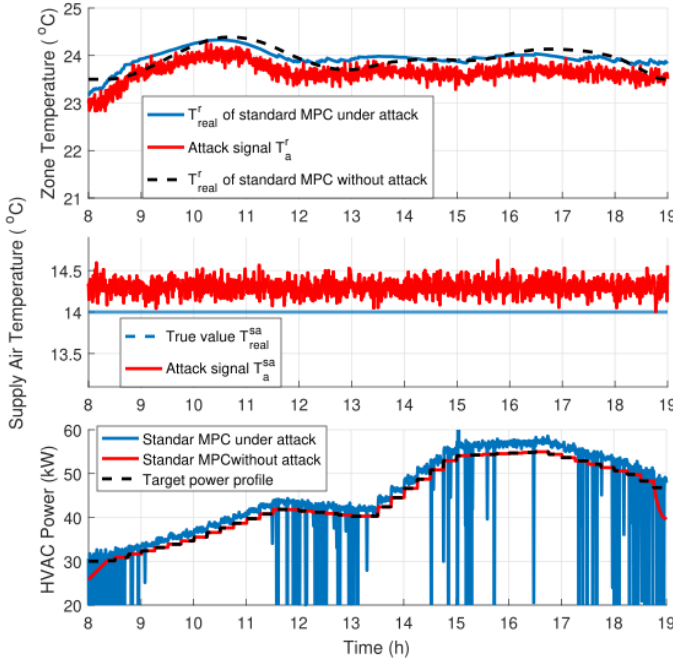 Zone Temperature ( °C)
25
24
23
22
21
T^r_real of standard MPC under attack
Attack signal T^r_a
T^r_real of standard MPC without attack
8 9 10 11 12 13 14 15 16 17 18 19
Supply Air Temperature ( °C)
14.5
14
13.5
True value T^sa_real
Attack signal T^sa_a
8 9 10 11 12 13 14 15 16 17 18 19
HVAC Power (kW)
60
50
40
30
20
Standar MPC under attack
Standar MPCwithout attack
Target power profile
8 9 10 11 12 13 14 15 16 17 18 19
Time (h)